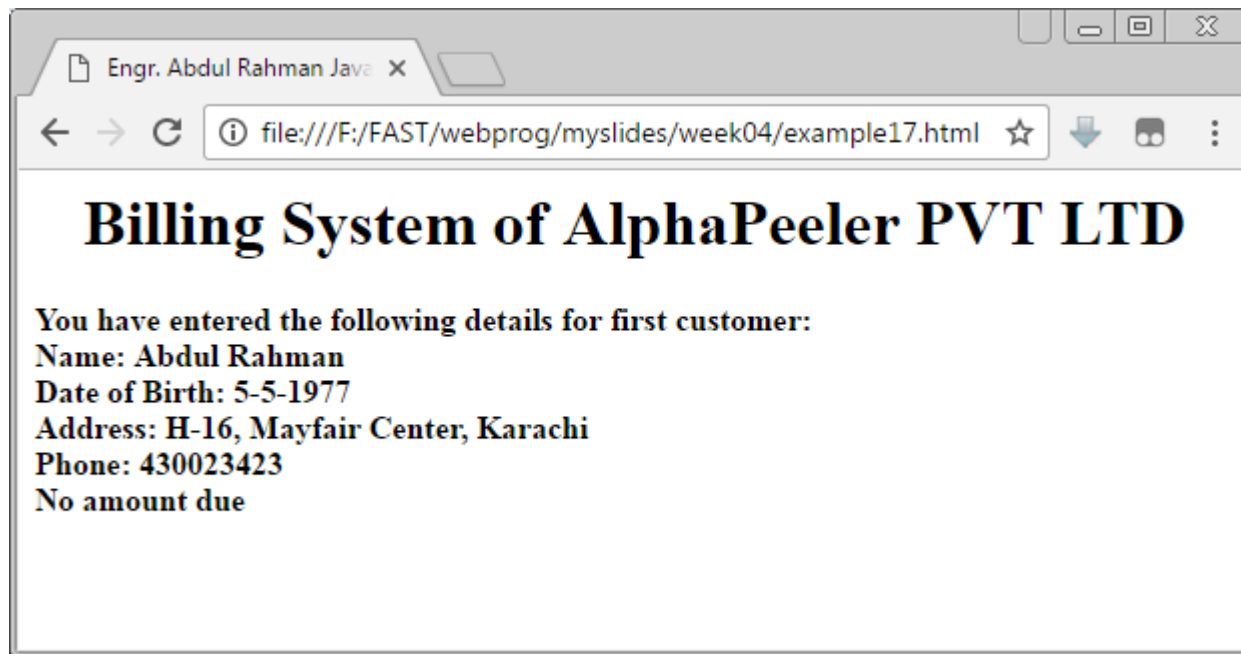 Engr. Abdul Rahman Java
file:///F:/FAST/webprog/myslides/week04/example17.html
Billing System of AlphaPeeler PVT LTD
You have entered the following details for first customer:
Name: Abdul Rahman
Date of Birth: 5-5-1977
Address: H-16, Mayfair Center, Karachi
Phone: 430023423
No amount due